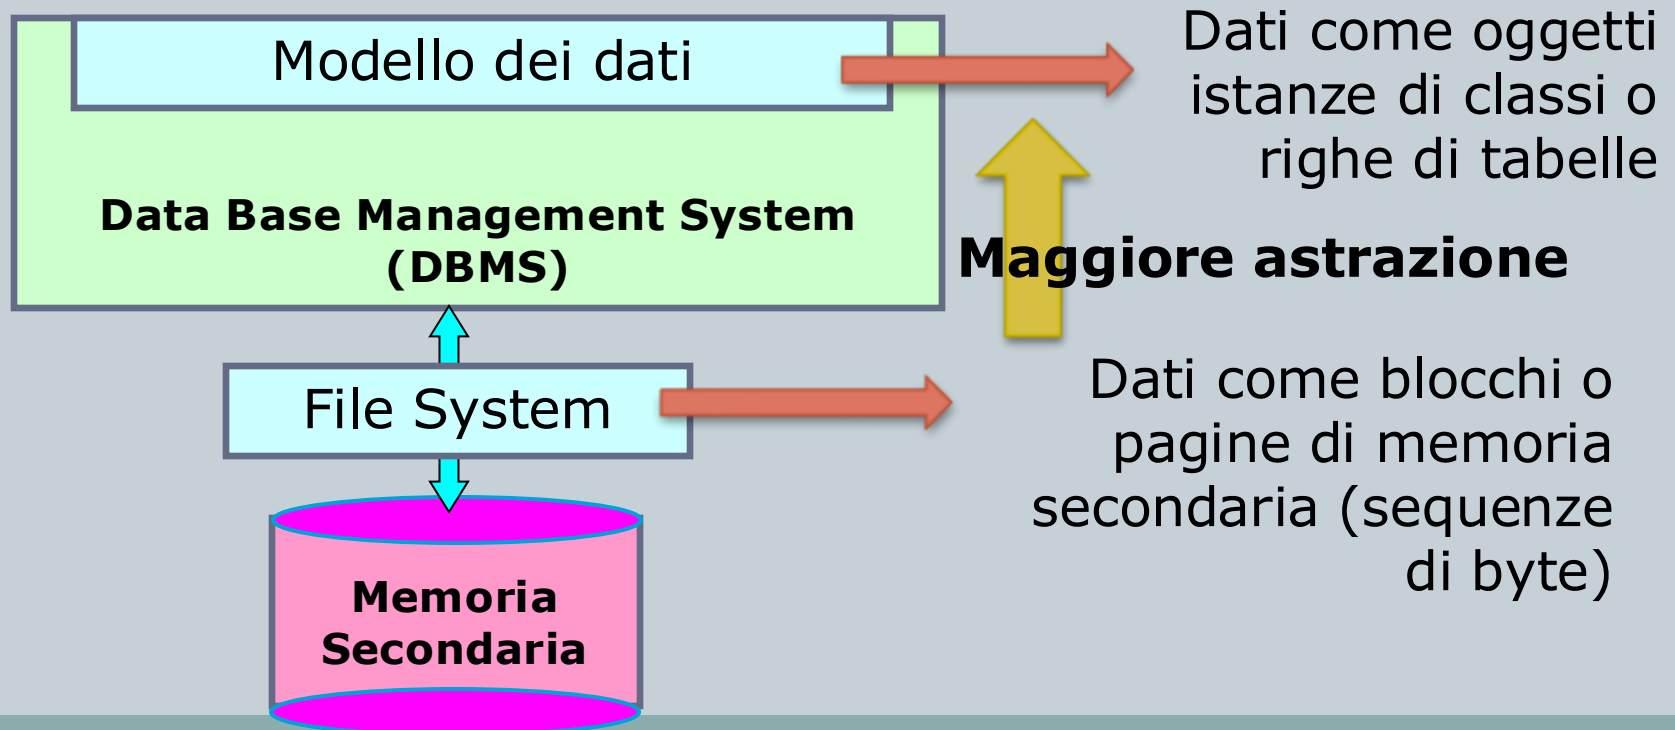 Modello dei dati
Data Base Management System
(DBMS)
Dati come oggetti
istanze di classi o
righe di tabelle
Maggiore astrazione
File System
Dati come blocchi o
pagine di memoria
secondaria (sequenze
di byte)
Memoria
Secondaria